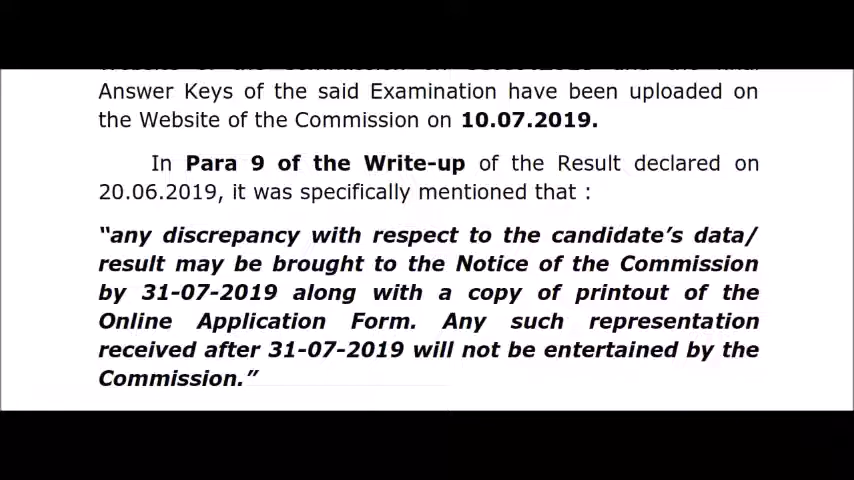 Answer Keys of the said Examination have been uploaded on
the Website of the Commission on 10.07.2019.
In Para 9 of the Write-up of the Result declared on
20.06.2019, it was specifically mentioned that :
“any discrepancy with respect to the candidate’s data/
result may be brought to the Notice of the Commission
by 31-07-2019 along with a copy of printout of the
Online Application Form. Any such representation
received after 31-07-2019 will not be entertained by the
Commission.”